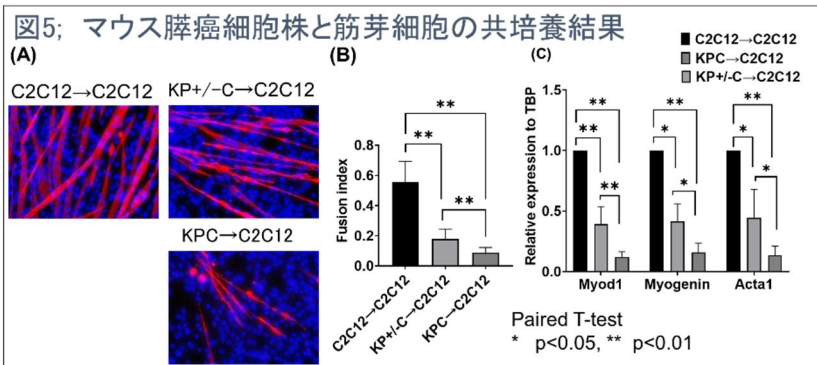 図5; マウス膵癌細胞株と筋芽細胞の共培養結果
(A)
C2C12→C2C12
KP+/-C→C2C12
KPC→C2C12
(B)
**
**
**
Fusion index
0.8
0.6
0.4
0.2
0.0
C2C12→C2C12
KP+/-C→C2C12
KPC→C2C12
(C)
C2C12→C2C12
KPC→C2C12
KP+/-C→C2C12
Relative expression to TBP
1.5
1.0
0.5
0.0
**
**
**
**
*
*
**
*
*
Myod1
Myogenin
Acta1
Paired T-test
* p<0.05, ** p<0.01